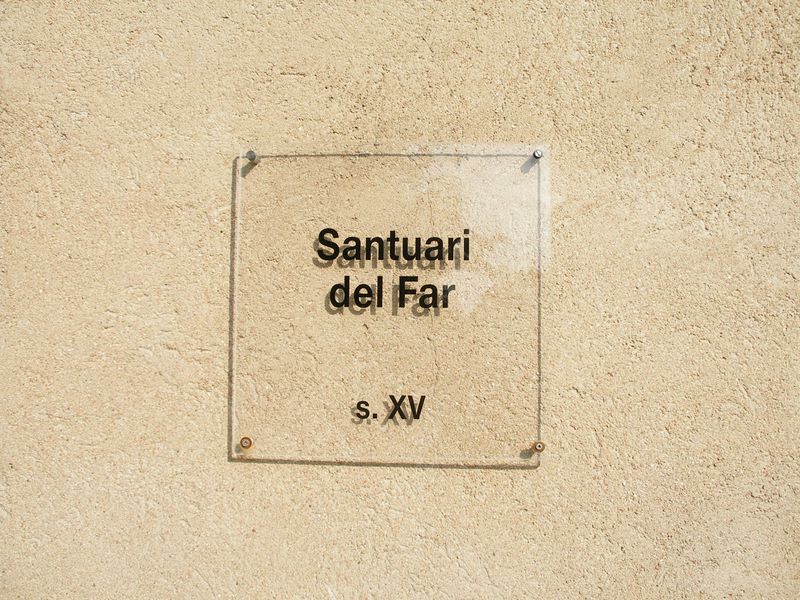 Santuari
del Far
s. XV